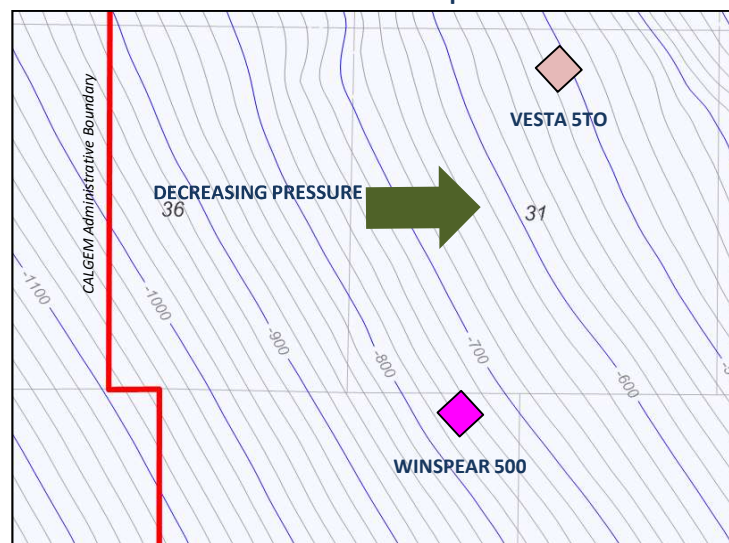 VESTA 5TO
CALGEM Administrative Boundary
DECREASING PRESSURE
36
31
-1100
-1000
-900
-800
-700
-600
WINSPEAR 500